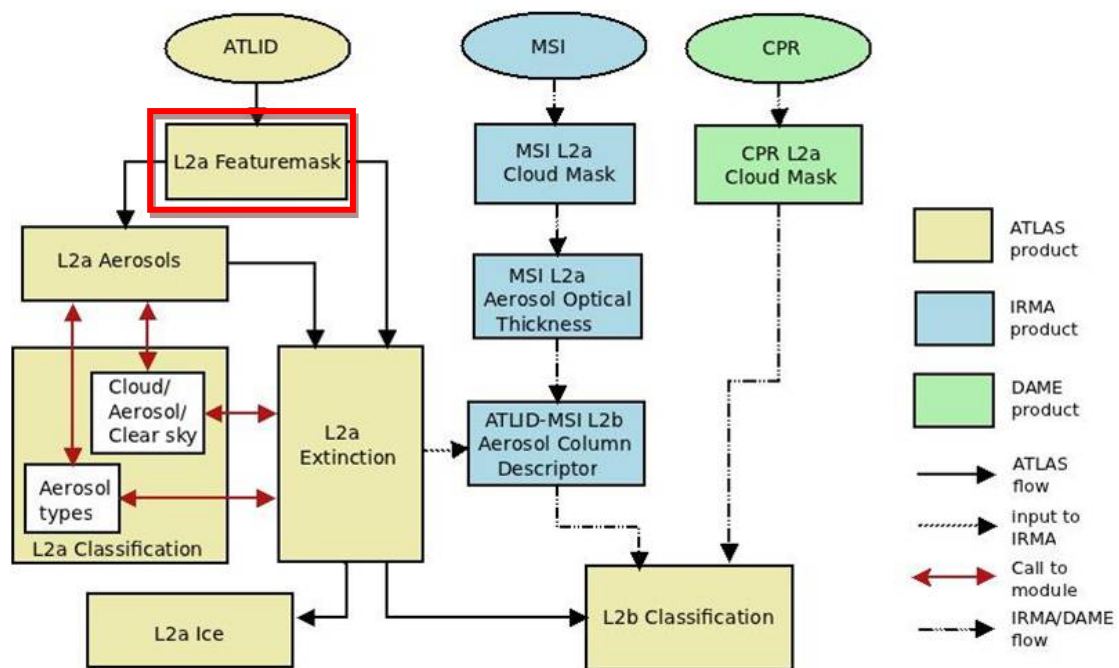 ATLID
MSI
CPR
L2a Featuremask
MSI L2a
Cloud Mask
CPR L2a
Cloud Mask
L2a Aerosols
MSI L2a
Aerosol Optical
Thickness
Cloud/
Aerosol/
Clear sky
Aerosol
types
L2a Classification
L2a
Extinction
ATLID-MSI L2b
Aerosol Column
Descriptor
L2a Ice
L2b Classification
ATLAS
product
IRMA
product
DAME
product
ATLAS
flow
input to
IRMA
Call to
module
IRMA/DAME
flow